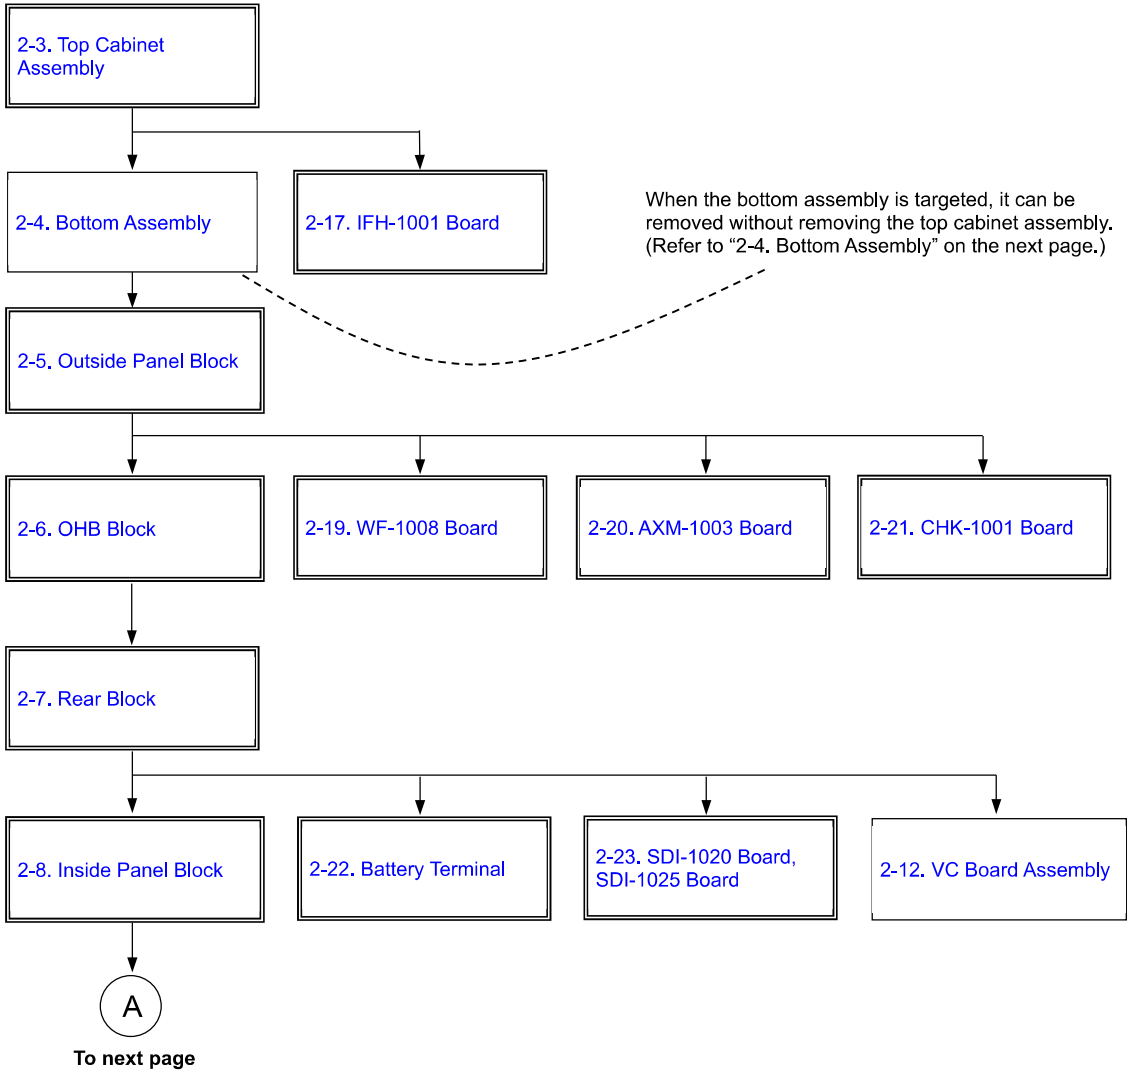 2-3. Top Cabinet
Assembly
2-4. Bottom Assembly
2-17. IFH-1001 Board
When the bottom assembly is targeted, it can be
removed without removing the top cabinet assembly.
(Refer to “2-4. Bottom Assembly” on the next page.)
2-5. Outside Panel Block
2-6. OHB Block
2-19. WF-1008 Board
2-20. AXM-1003 Board
2-21. CHK-1001 Board
2-7. Rear Block
2-8. Inside Panel Block
2-22. Battery Terminal
2-23. SDI-1020 Board,
SDI-1025 Board
2-12. VC Board Assembly
A
To next page